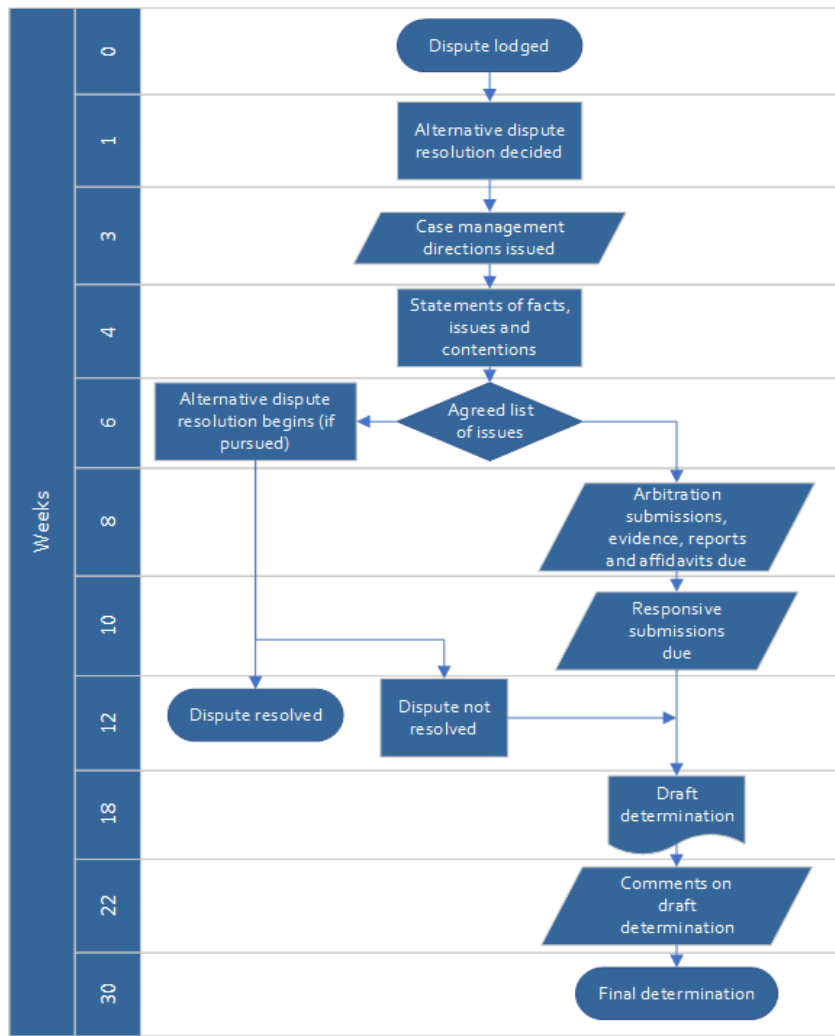 Weeks
0
Dispute lodged
1
Alternative dispute
resolution decided
3
Case management
directions issued
4
Statements of facts,
issues and
contentions
6
Alternative dispute
resolution begins (if
pursued)
Agreed list
of issues
8
Arbitration
submissions,
evidence, reports
and affidavits due
10
Responsive
submissions
due
12
Dispute resolved
Dispute not
resolved
18
Draft
determination
22
Comments on
draft
determination
30
Final determination